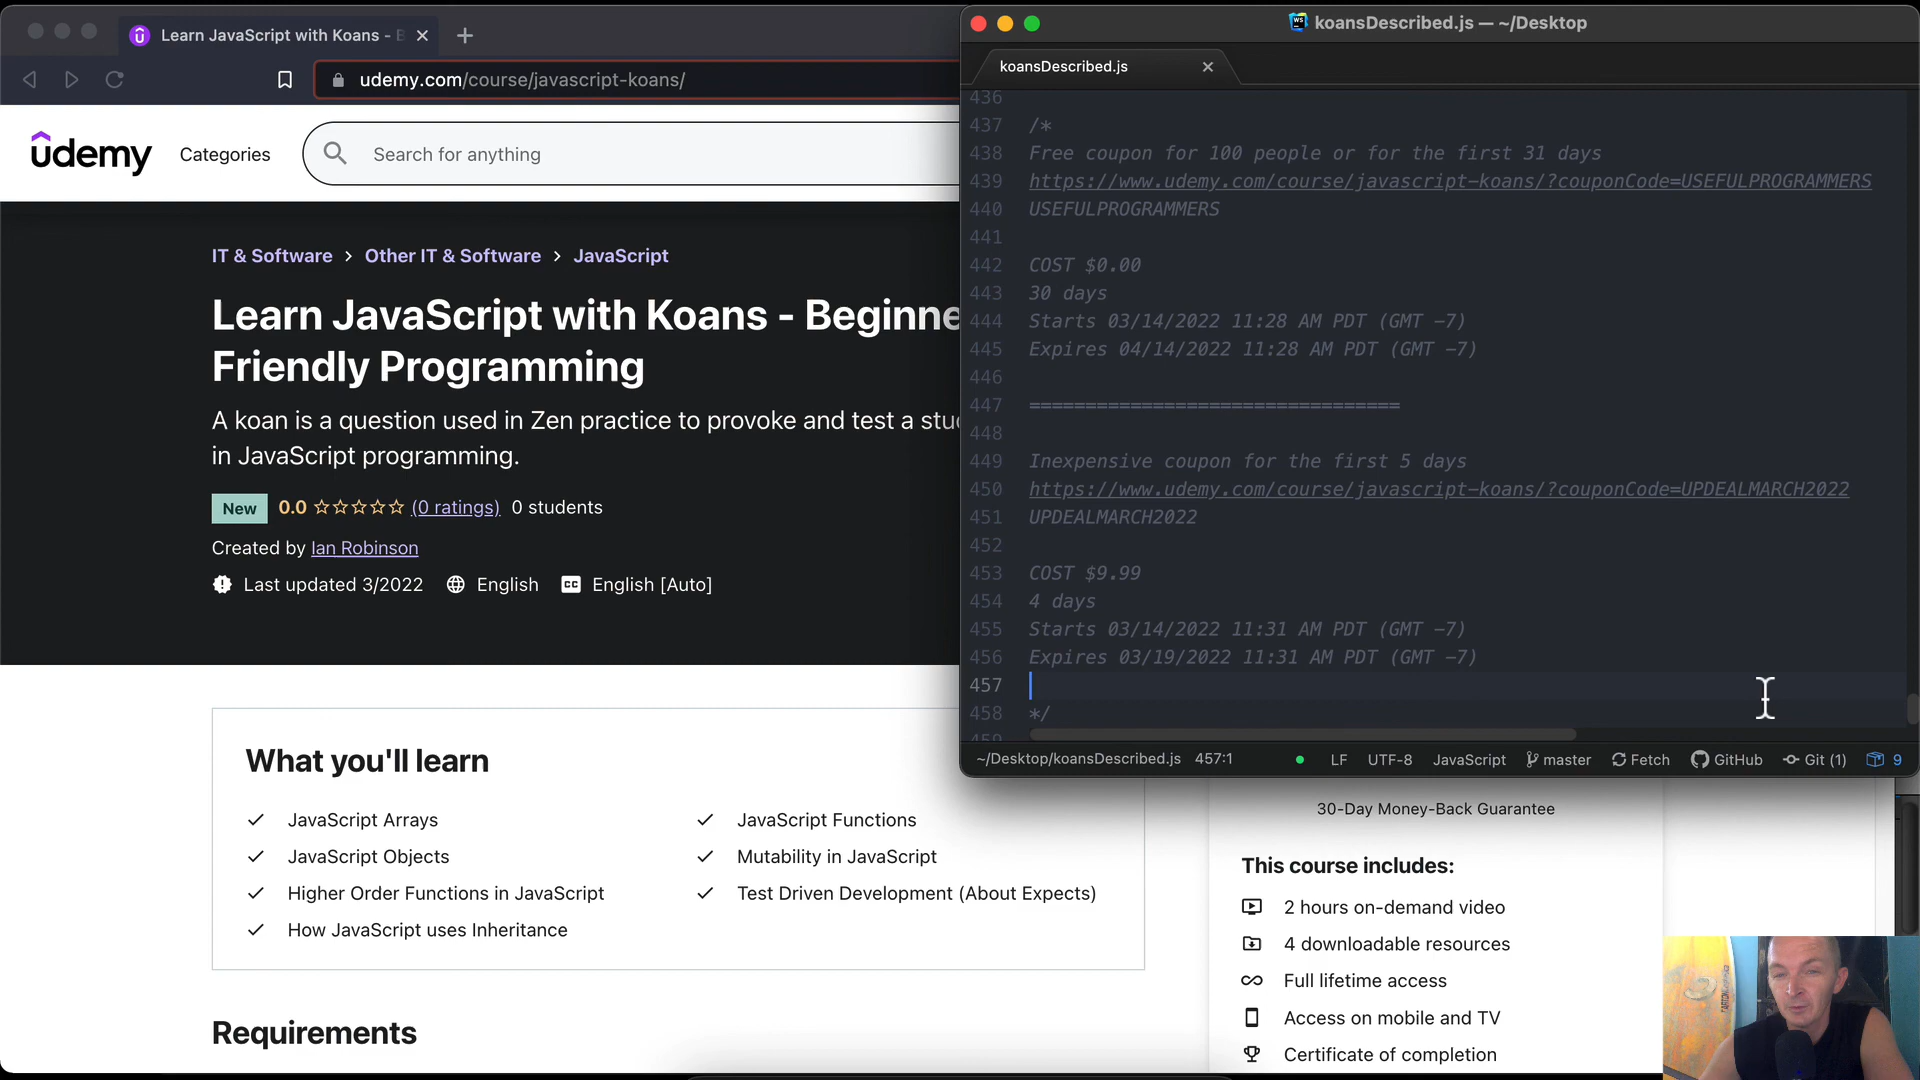 Learn JavaScript with Koans - B
udemy.com/course/javascript-koans/
udemy
Categories
Search for anything
IT & Software > Other IT & Software > JavaScript
Learn JavaScript with Koans - Beginne
Friendly Programming
A koan is a question used in Zen practice to provoke and test a stu
in JavaScript programming.
New 0.0 (0 ratings) 0 students
Created by Ian Robinson
Last updated 3/2022 English CC English [Auto]
What you'll learn
JavaScript Arrays
JavaScript Objects
Higher Order Functions in JavaScript
How JavaScript uses Inheritance
JavaScript Functions
Mutability in JavaScript
Test Driven Development (About Expects)
Requirements
30-Day Money-Back Guarantee
This course includes:
2 hours on-demand video
4 downloadable resources
Full lifetime access
Access on mobile and TV
Certificate of completion
koansDescribed.js — ~/Desktop
koansDescribed.js
436
437 /*
438 Free coupon for 100 people or for the first 31 days
439 https://www.udemy.com/course/javascript-koans/?couponCode=USEFULPROGRAMMERS
440 USEFULPROGRAMMERS
441
442 COST $0.00
443 30 days
444 Starts 03/14/2022 11:28 AM PDT (GMT -7)
445 Expires 04/14/2022 11:28 AM PDT (GMT -7)
446
447 =================================
448
449 Inexpensive coupon for the first 5 days
450 https://www.udemy.com/course/javascript-koans/?couponCode=UPDEALMARCH2022
451 UPDEALMARCH2022
452
453 COST $9.99
454 4 days
455 Starts 03/14/2022 11:31 AM PDT (GMT -7)
456 Expires 03/19/2022 11:31 AM PDT (GMT -7)
457
458 */
459
~/Desktop/koansDescribed.js 457:1 LF UTF-8 JavaScript master Fetch GitHub Git (1) 9